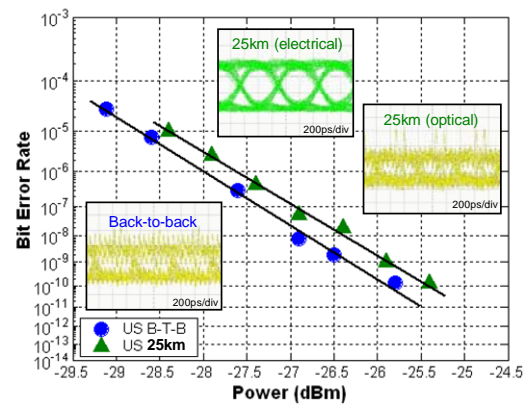 10-3
25km (electrical)
200ps/div
10-4
25km (optical)
200ps/div
10-5
10-6
10-7
Back-to-back
200ps/div
10-8
10-9
10-10
10-11
10-12
10-13
10-14
US B-T-B
US 25km
-29.5 -29 -28.5 -28 -27.5 -27 -26.5 -26 -25.5 -25 -24.5
Power (dBm)
Bit Error Rate